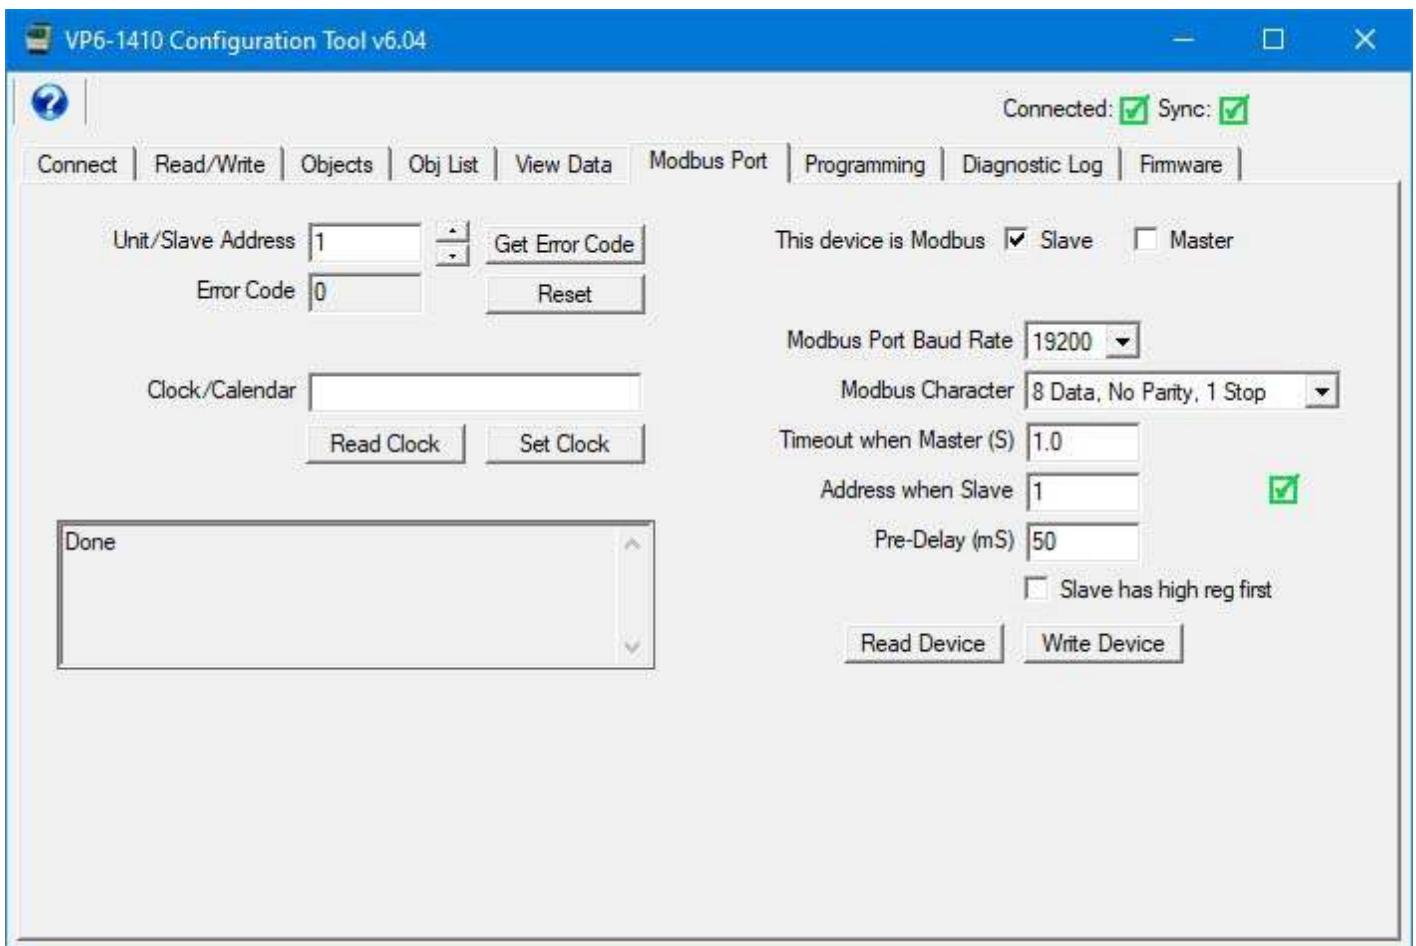 VP6-1410 Configuration Tool v6.04
Connected: Sync:
Connect Read/Write Objects Obj List View Data Modbus Port Programming Diagnostic Log Firmware
Unit/Slave Address 1 Get Error Code This device is Modbus Slave Master
Error Code 0 Reset
Modbus Port Baud Rate 19200
Clock/Calendar Modbus Character 8 Data, No Parity, 1 Stop
Read Clock Set Clock Timeout when Master (S) 1.0
Address when Slave 1
Done Pre-Delay (mS) 50
Slave has high reg first
Read Device Write Device